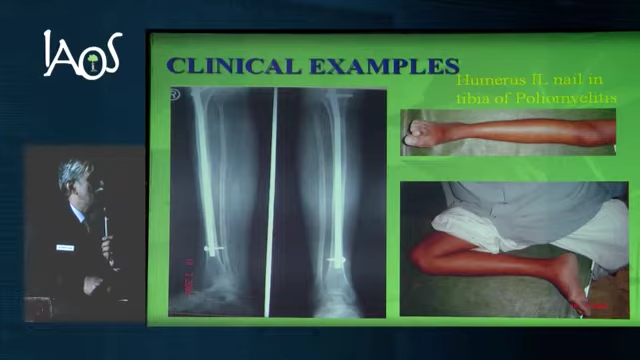 IAOS
CLINICAL EXAMPLES
Humerus IL nail in
tibia of Poliomyelitis
R